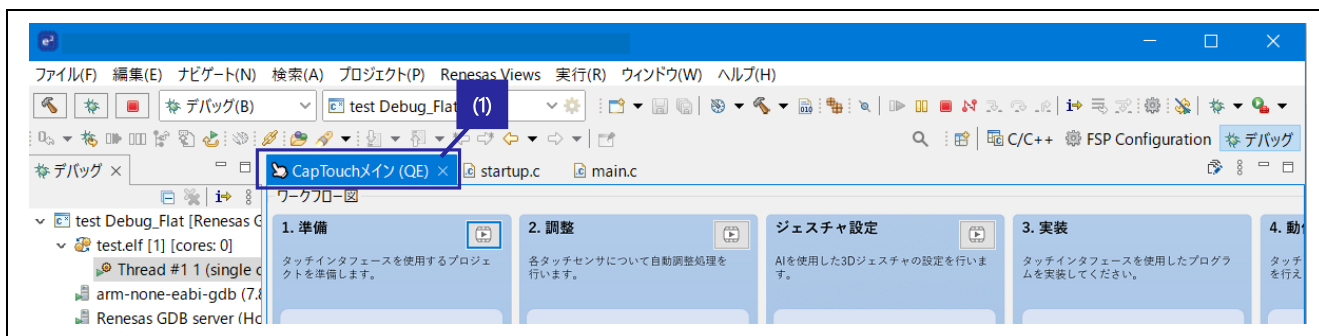 e²
ファイル(F) 編集(E) ナビゲート(N) 検索(A) プロジェクト(P) Renesas Views 実行(R) ウィンドウ(W) ヘルプ(H)
デバッグ(B) test Debug_Flat
(1)
C/C++ FSP Configuration デバッグ
デバッグ CapTouchメイン (QE) startup.c main.c
ワークフロー図
test Debug_Flat [Renesas G
test.elf [1] [cores: 0]
Thread #1 1 (single c
arm-none-eabi-gdb (7.8
Renesas GDB server (Ho
1. 準備
タッチインタフェースを使用するプロジェ
クトを準備します。
2. 調整
各タッチセンサについて自動調整処理を
行います。
ジェスチャ設定
AIを使用した3Dジェスチャの設定を行いま
す。
3. 実装
タッチインタフェースを使用したプログラ
ムを実装してください。
4. 動
タッチ
を行え